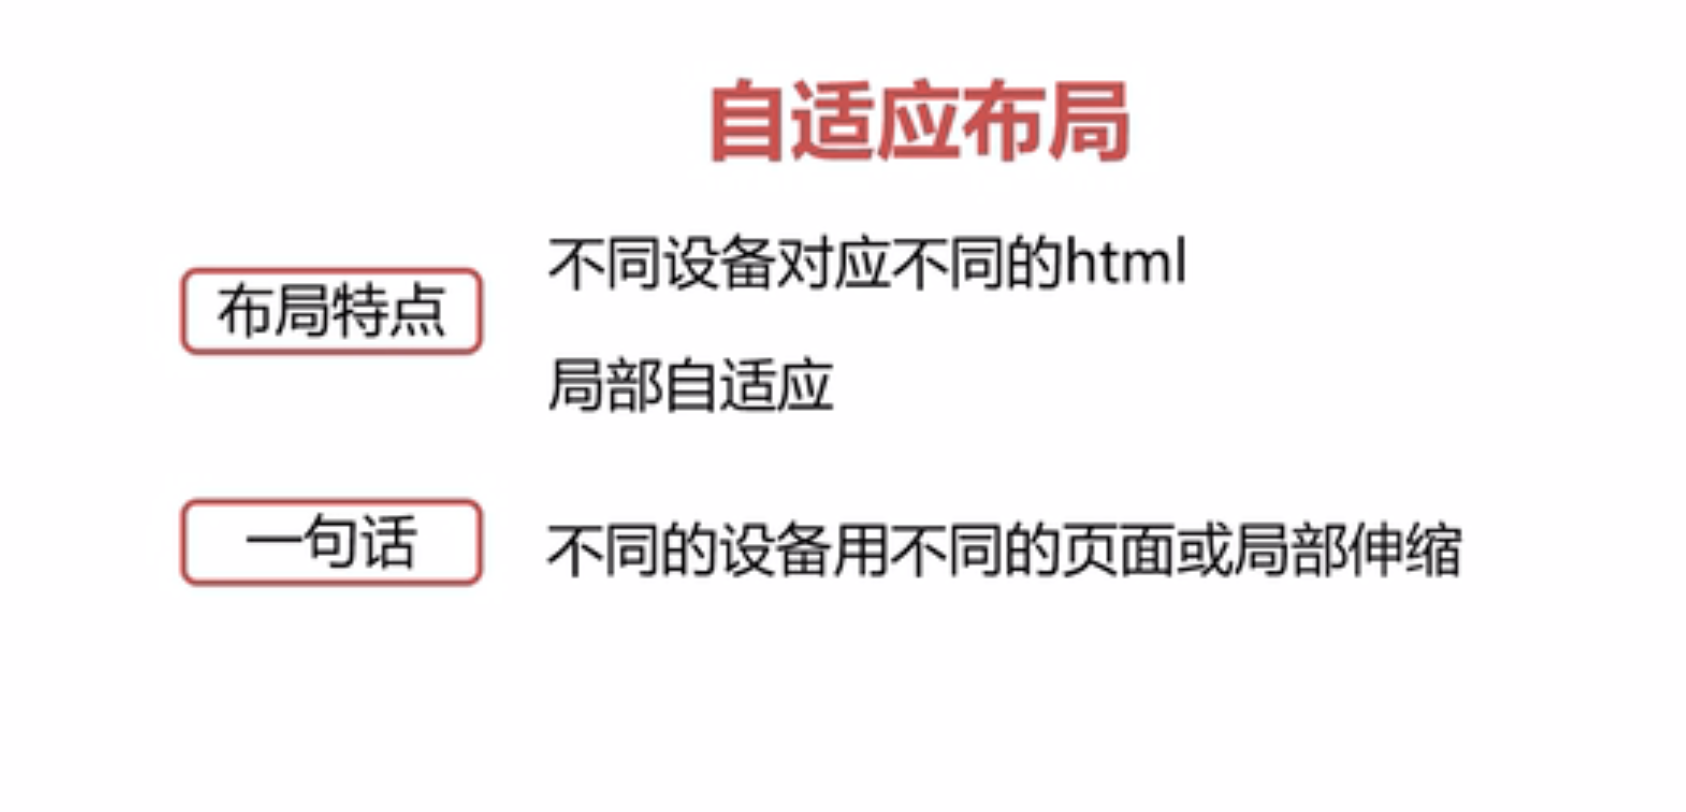 自适应布局
布局特点
不同设备对应不同的html
局部自适应
一句话
不同的设备用不同的页面或局部伸缩